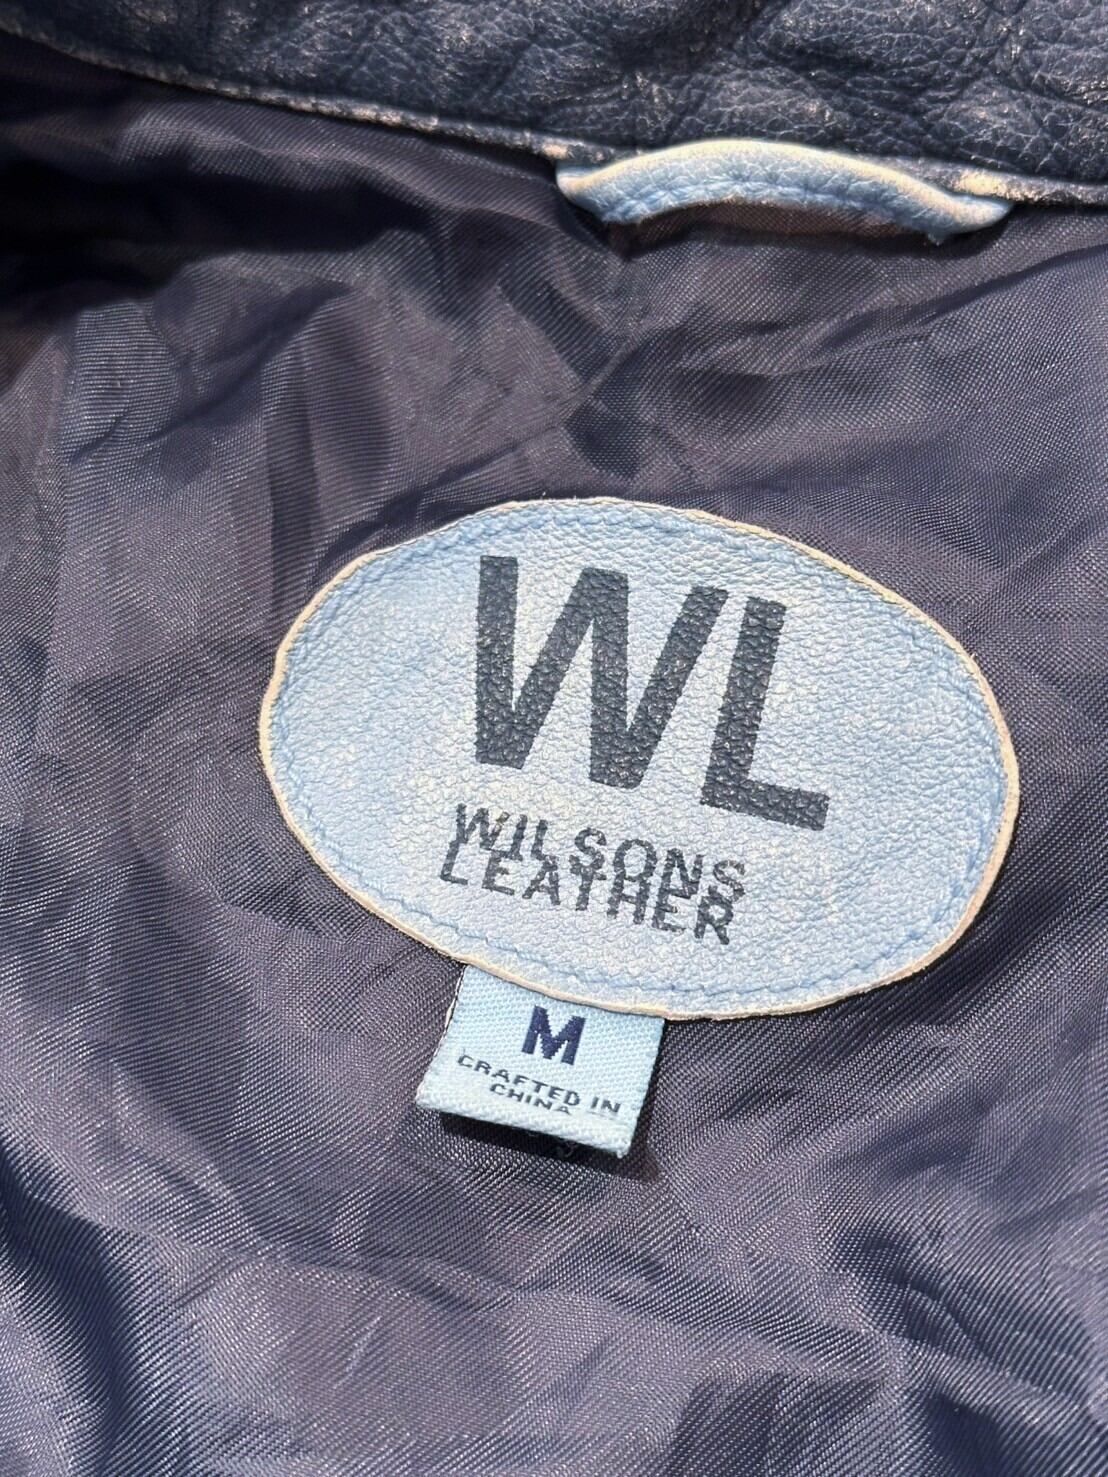 WL
WILSONS
LEATHER
M
CRAFTED IN
CHINA